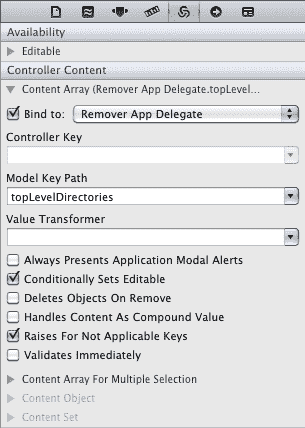 Availability
Editable
Controller Content
Content Array (Remover App Delegate.topLevel...
Bind to: Remover App Delegate
Controller Key
Model Key Path
topLevelDirectories
Value Transformer
Always Presents Application Modal Alerts
Conditionally Sets Editable
Deletes Objects On Remove
Handles Content As Compound Value
Raises For Not Applicable Keys
Validates Immediately
Content Array For Multiple Selection
Content Object
Content Set